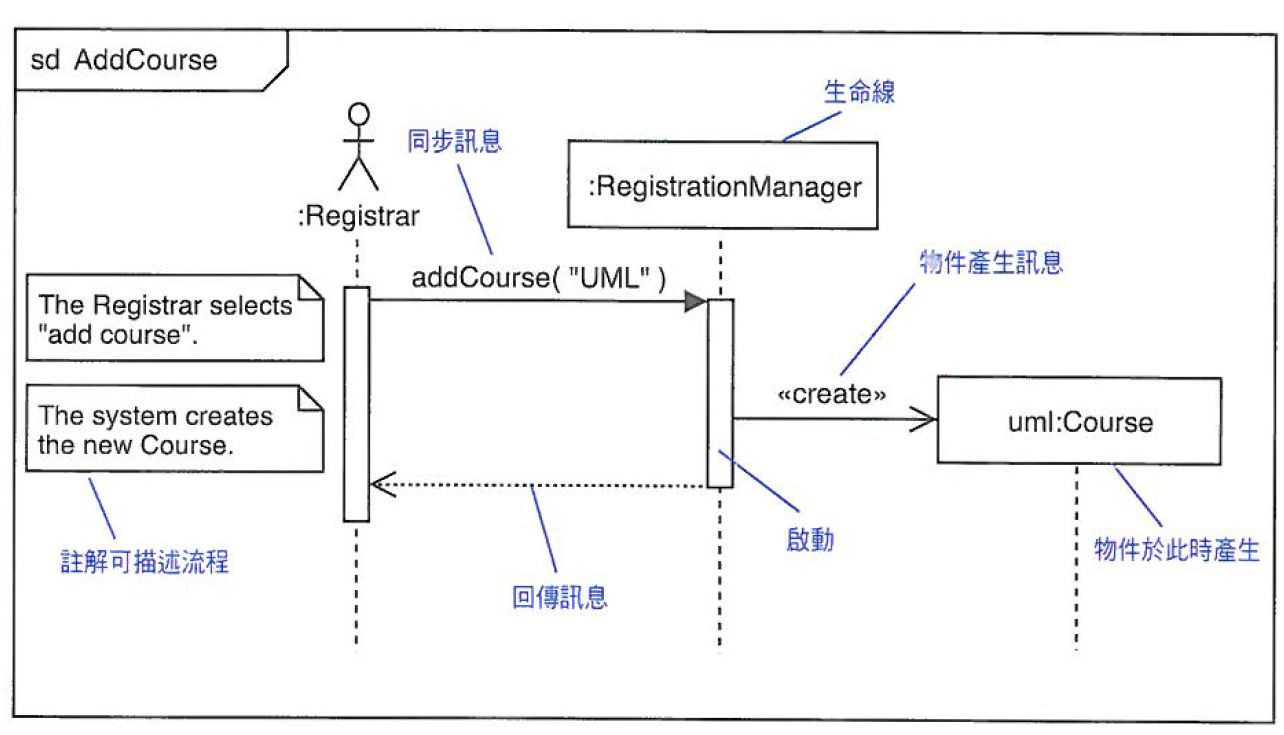 sd AddCourse
生命線
同步訊息
:RegistrationManager
:Registrar
物件產生訊息
addCourse( "UML" )
The Registrar selects
"add course".
«create»
The system creates
the new Course.
uml:Course
啟動
物件於此時產生
註解可描述流程
回傳訊息